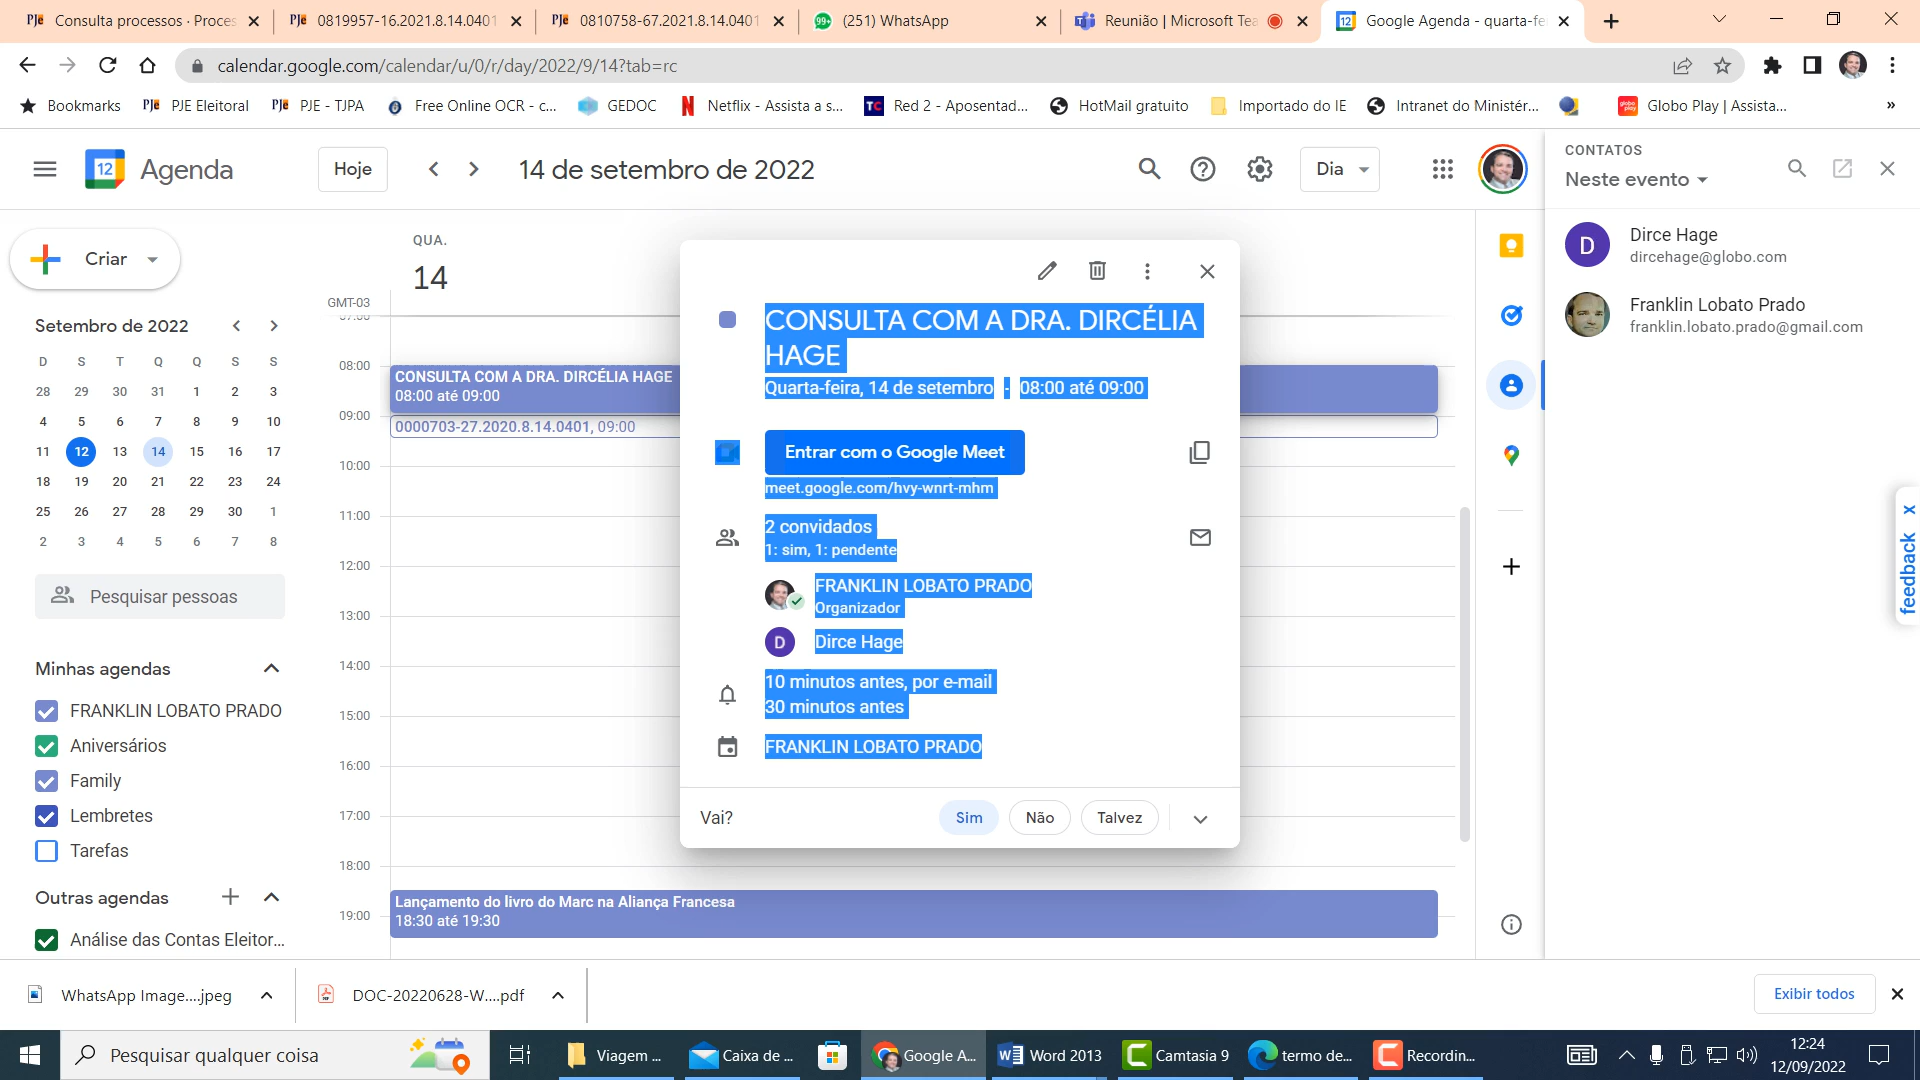 Consulta processos · Proces
0819957-16.2021.8.14.0401
0810758-67.2021.8.14.0401
(251) WhatsApp
Reunião | Microsoft Tea
Google Agenda - quarta-fe
calendar.google.com/calendar/u/0/r/day/2022/9/14?tab=rc
Bookmarks
PJE Eleitoral
PJE - TJPA
Free Online OCR - c...
GEDOC
Netflix - Assista a s...
Red 2 - Aposentad...
HotMail gratuito
Importado do IE
Intranet do Ministér...
Globo Play | Assista...
»
12
Agenda
Hoje
14 de setembro de 2022
Dia
CONTATOS
Neste evento
D
Dirce Hage
dircehage@globo.com
Franklin Lobato Prado
franklin.lobato.prado@gmail.com
Criar
Setembro de 2022
D S T Q Q S S
28 29 30 31 1 2 3
4 5 6 7 8 9 10
11 12 13 14 15 16 17
18 19 20 21 22 23 24
25 26 27 28 29 30 1
2 3 4 5 6 7 8
Pesquisar pessoas
Minhas agendas
FRANKLIN LOBATO PRADO
Aniversários
Family
Lembretes
Tarefas
Outras agendas
Análise das Contas Eleitor...
QUA.
14
GMT-03
07:00
08:00
09:00
10:00
11:00
12:00
13:00
14:00
15:00
16:00
17:00
18:00
19:00
CONSULTA COM A DRA. DIRCÉLIA HAGE
08:00 até 09:00
0000703-27.2020.8.14.0401, 09:00
Lançamento do livro do Marc na Aliança Francesa
18:30 até 19:30
CONSULTA COM A DRA. DIRCÉLIA
HAGE
Quarta-feira, 14 de setembro - 08:00 até 09:00
Entrar com o Google Meet
meet.google.com/hvy-wnrt-mhm
2 convidados
1: sim, 1: pendente
FRANKLIN LOBATO PRADO
Organizador
D
Dirce Hage
10 minutos antes, por e-mail
30 minutos antes
FRANKLIN LOBATO PRADO
Vai?
Sim
Não
Talvez
feedback x
WhatsApp Image....jpeg
DOC-20220628-W....pdf
Exibir todos
Pesquisar qualquer coisa
Viagem ...
Caixa de ...
Google A...
Word 2013
Camtasia 9
termo de...
Recordin...
12:24
12/09/2022